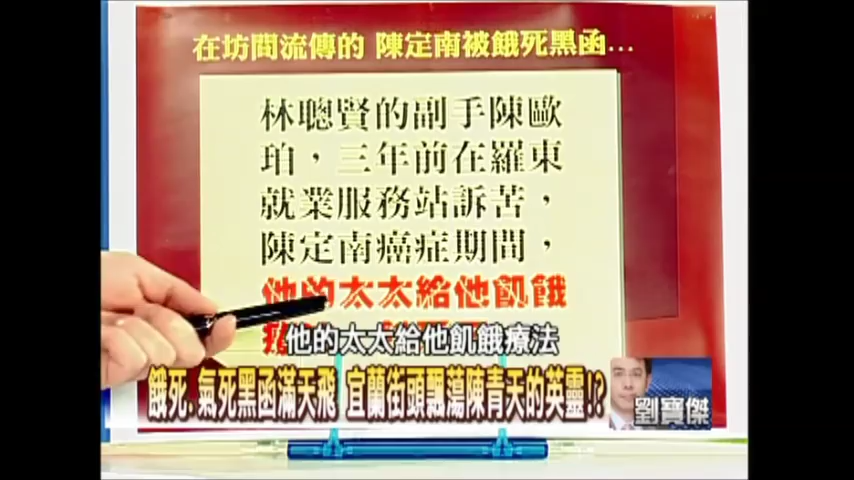 在坊間流傳的 陳定南被餓死黑函...
林聰賢的副手陳歐
珀，三年前在羅東
就業服務站訴苦，
陳定南癌症期間，
他的太太給他飢餓
他的太太給他飢餓療法
餓死.氣死黑函滿天飛 宜蘭街頭飄蕩陳青天的英靈!?
劉寶傑